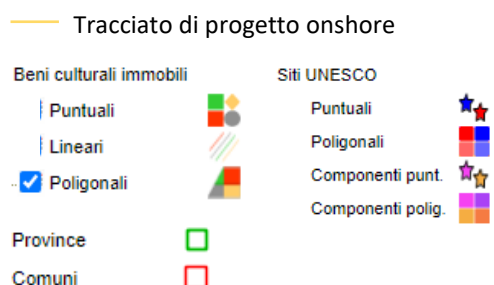 Tracciato di progetto onshore
Beni culturali immobili
Puntuali
Lineari
Poligonali
Province
Comuni
Siti UNESCO
Puntuali
Poligonali
Componenti punt.
Componenti polig.